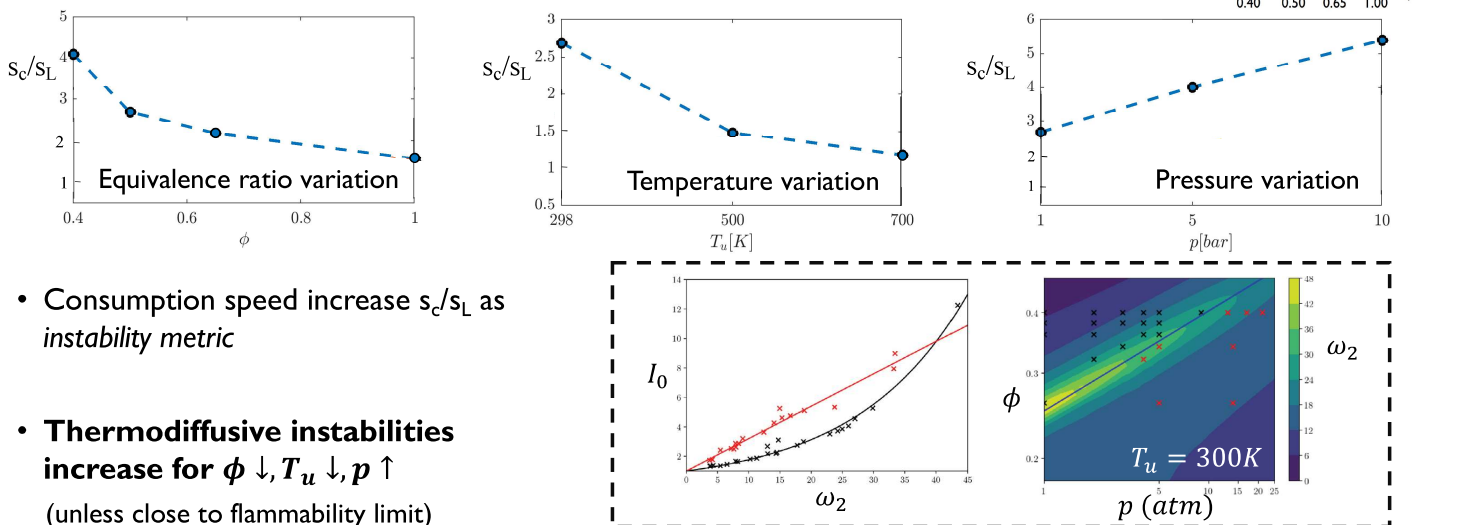 0.40 0.50 0.65 1.00
5
4
3
2
1
s_c/s_L
Equivalence ratio variation
0.4 0.6 0.8 1
ϕ
3
2.5
2
1.5
1
0.5
s_c/s_L
Temperature variation
298 500 700
T_u[K]
6
5
4
3
2
1
s_c/s_L
Pressure variation
1 5 10
p[bar]
• Consumption speed increase s_c/s_L as
instability metric
• Thermodiffusive instabilities
increase for ϕ ↓, T_u ↓, p ↑
(unless close to flammability limit)
14
12
10
8
6
4
2
I_0
0 5 10 15 20 25 30 35 40 45
ω_2
0.4
0.3
0.2
ϕ
T_u = 300K
1 5 10 15 20 25
p (atm)
48
42
36
30
24
18
12
6
0
ω_2